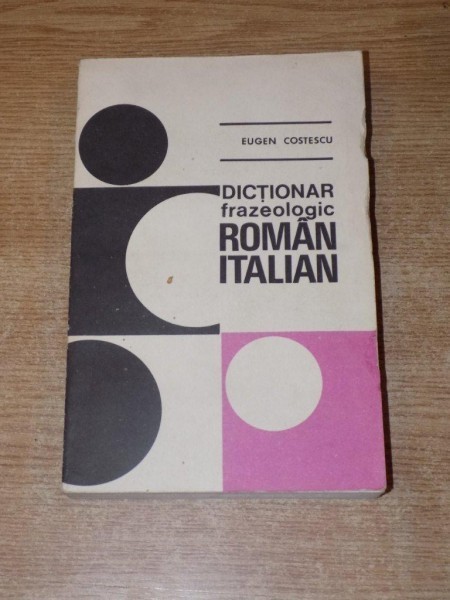 EUGEN COSTESCU
DICȚIONAR
frazeologic
ROMÂN
ITALIAN